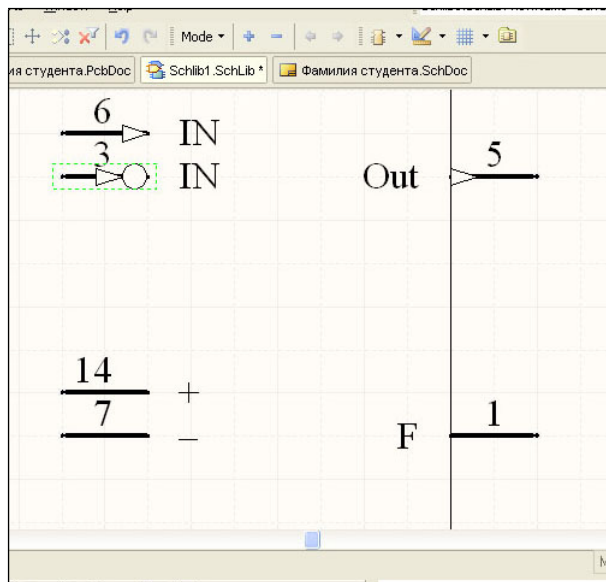 Mode
ия студента.PcbDoc
Schlib1.SchLib *
Фамилия студента.SchDoc
6
IN
3
IN
Out
5
14
+
7
–
F
1
M